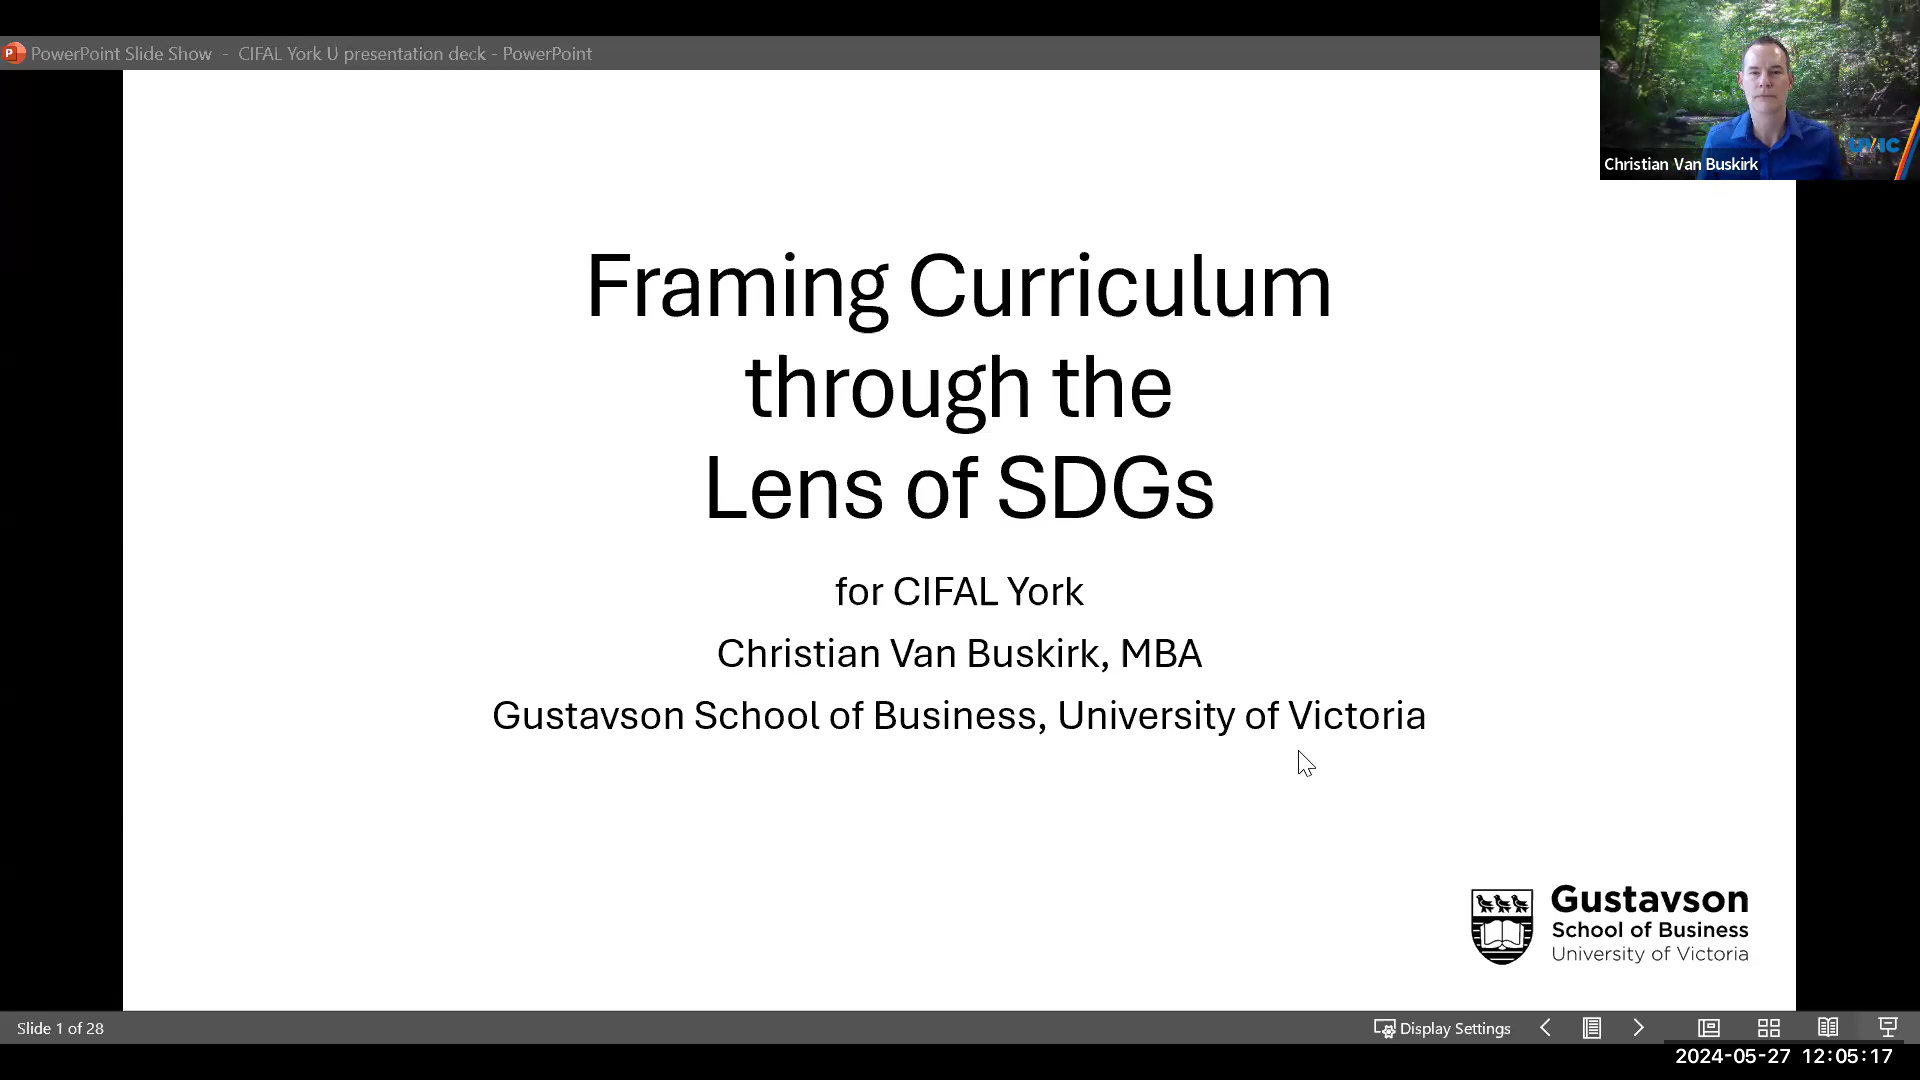 PowerPoint Slide Show - CIFAL York U presentation deck - PowerPoint
UVIC
Christian Van Buskirk
Framing Curriculum
through the
Lens of SDGs
for CIFAL York
Christian Van Buskirk, MBA
Gustavson School of Business, University of Victoria
Gustavson
School of Business
University of Victoria
Slide 1 of 28
Display Settings
2024-05-27 12:05:17